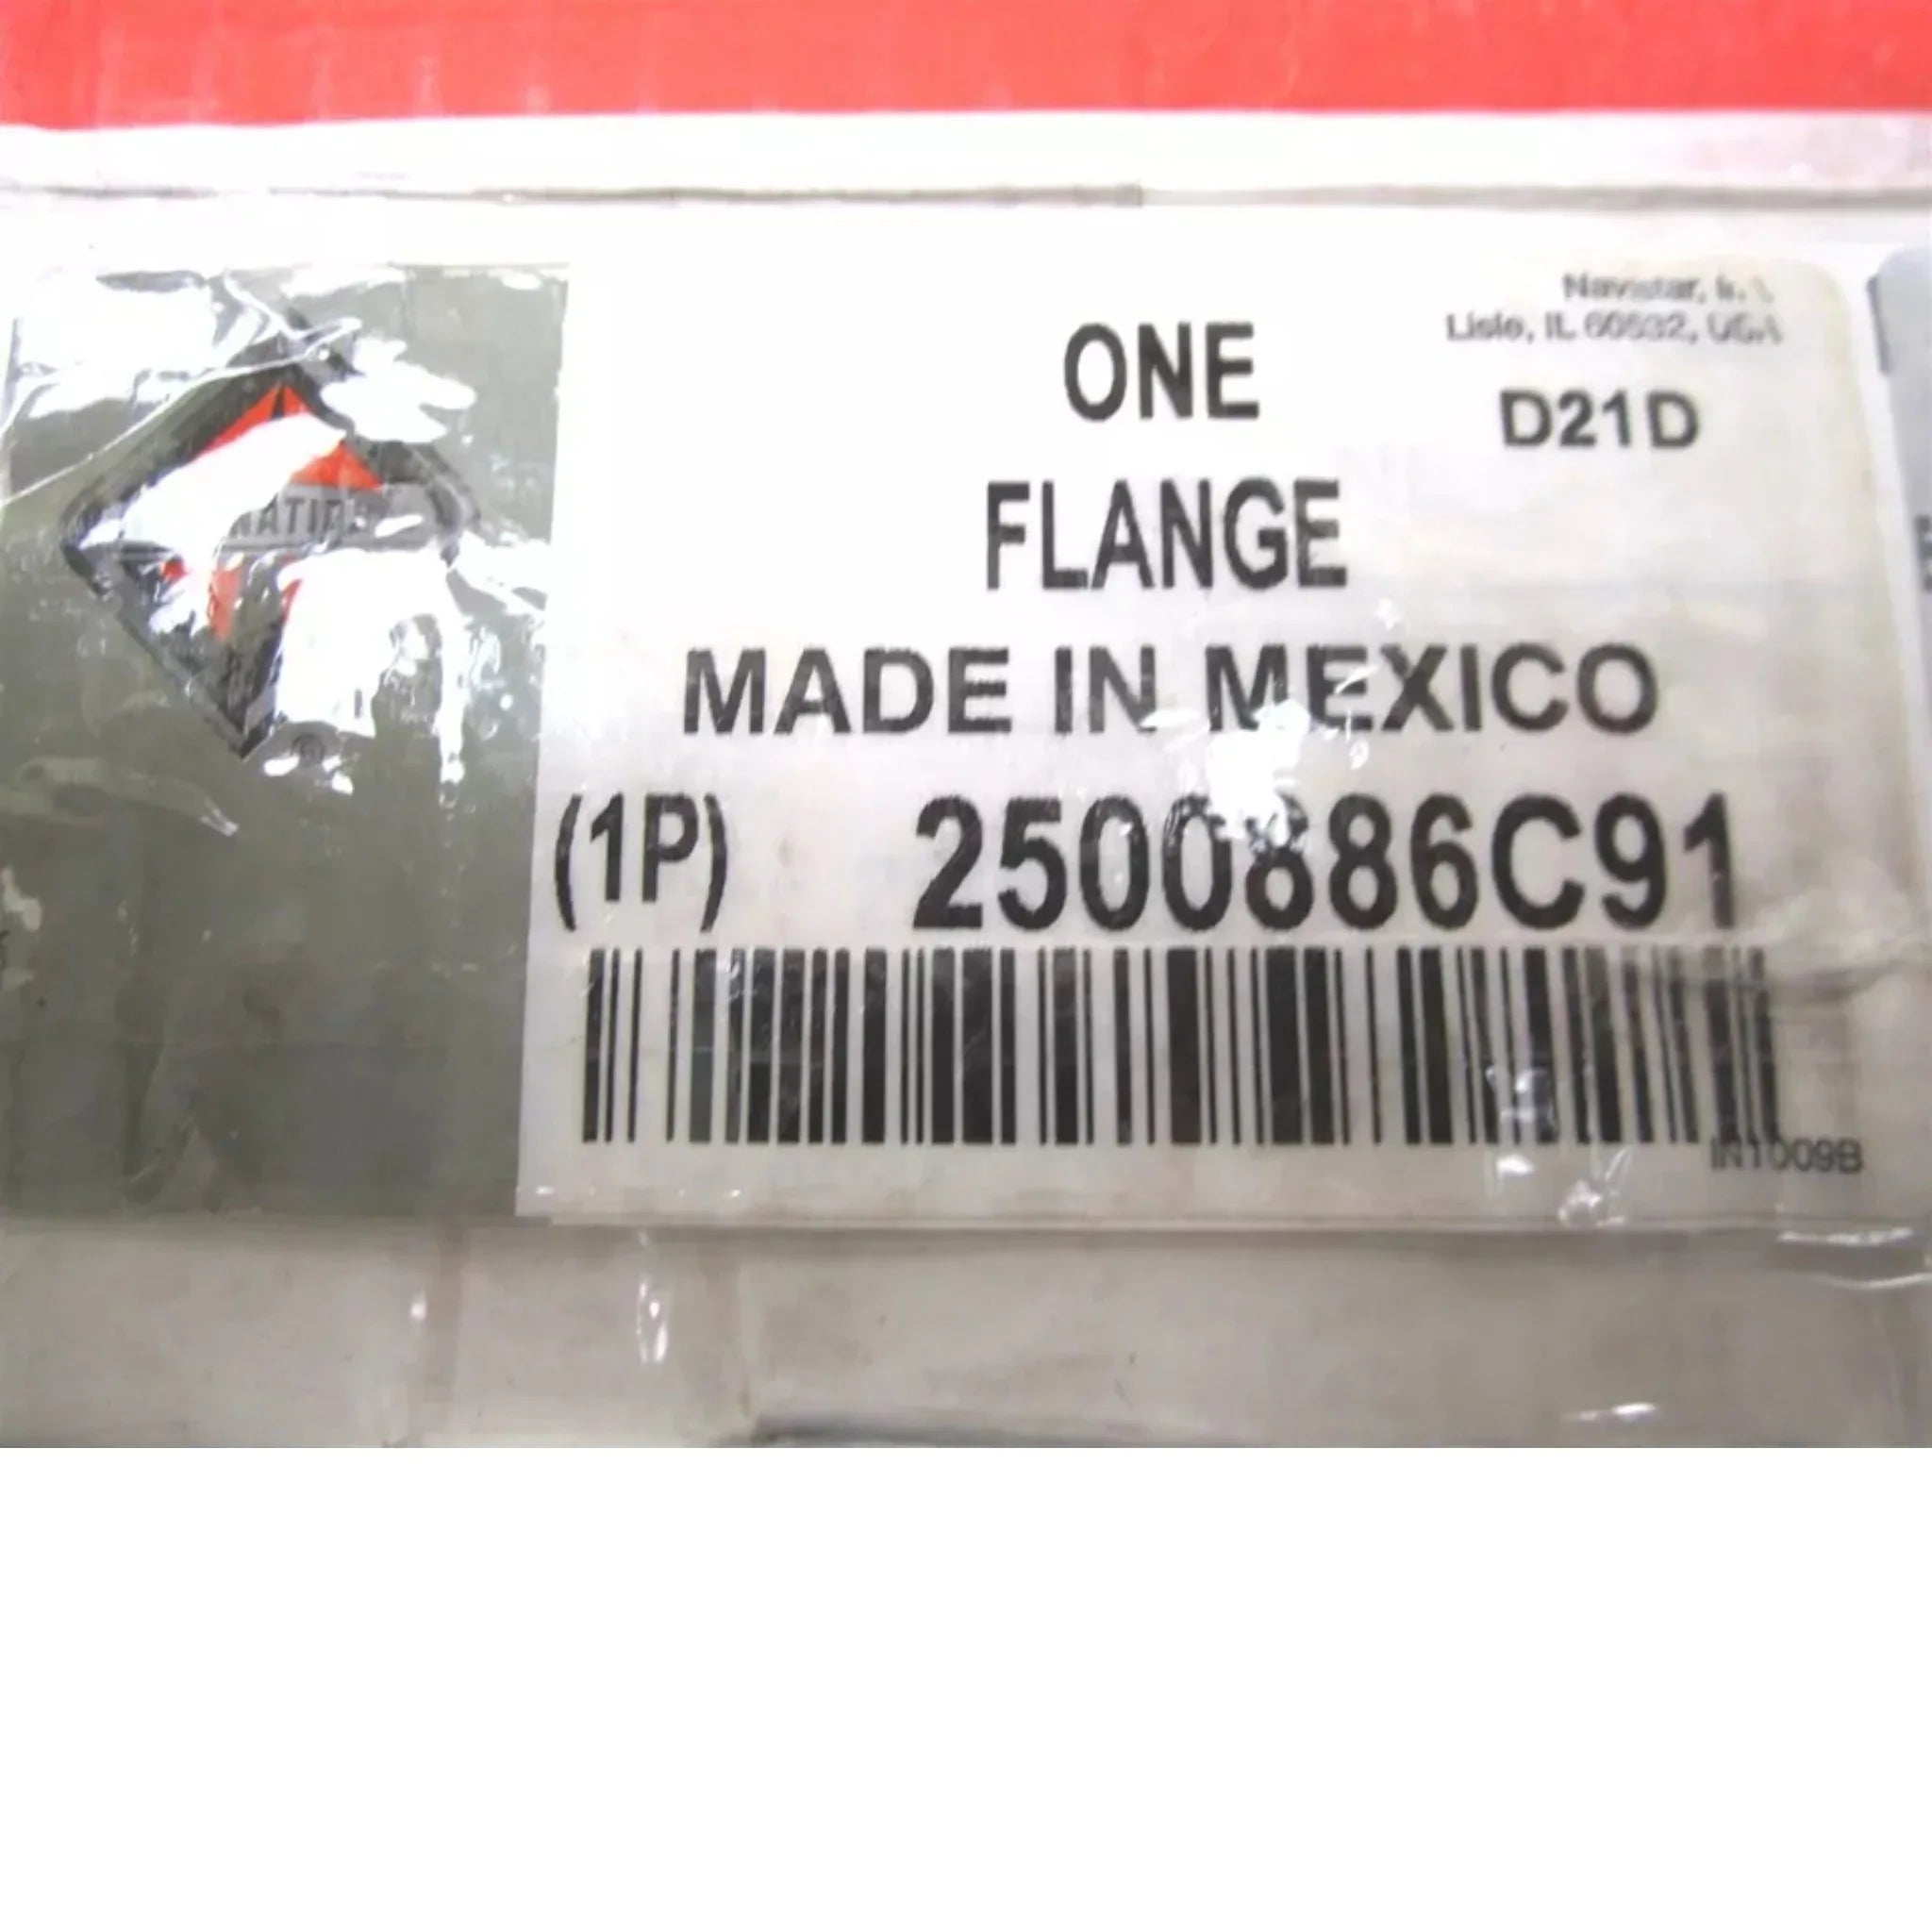 Navistar,
Lisle, IL 60532, USA
ONE
D21D
FLANGE
MADE IN MEXICO
(1P) 2500886C91
IN1009B